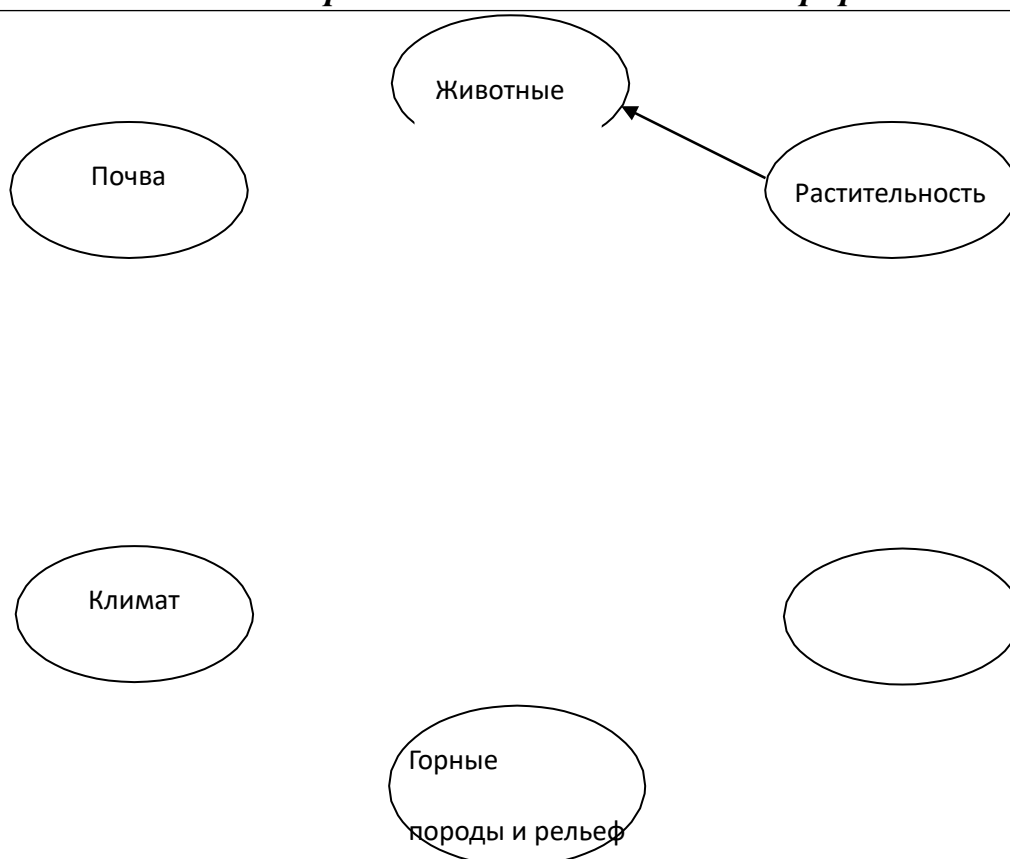 Животные
Почва
Растительность
Климат
Горные
породы и рельеф